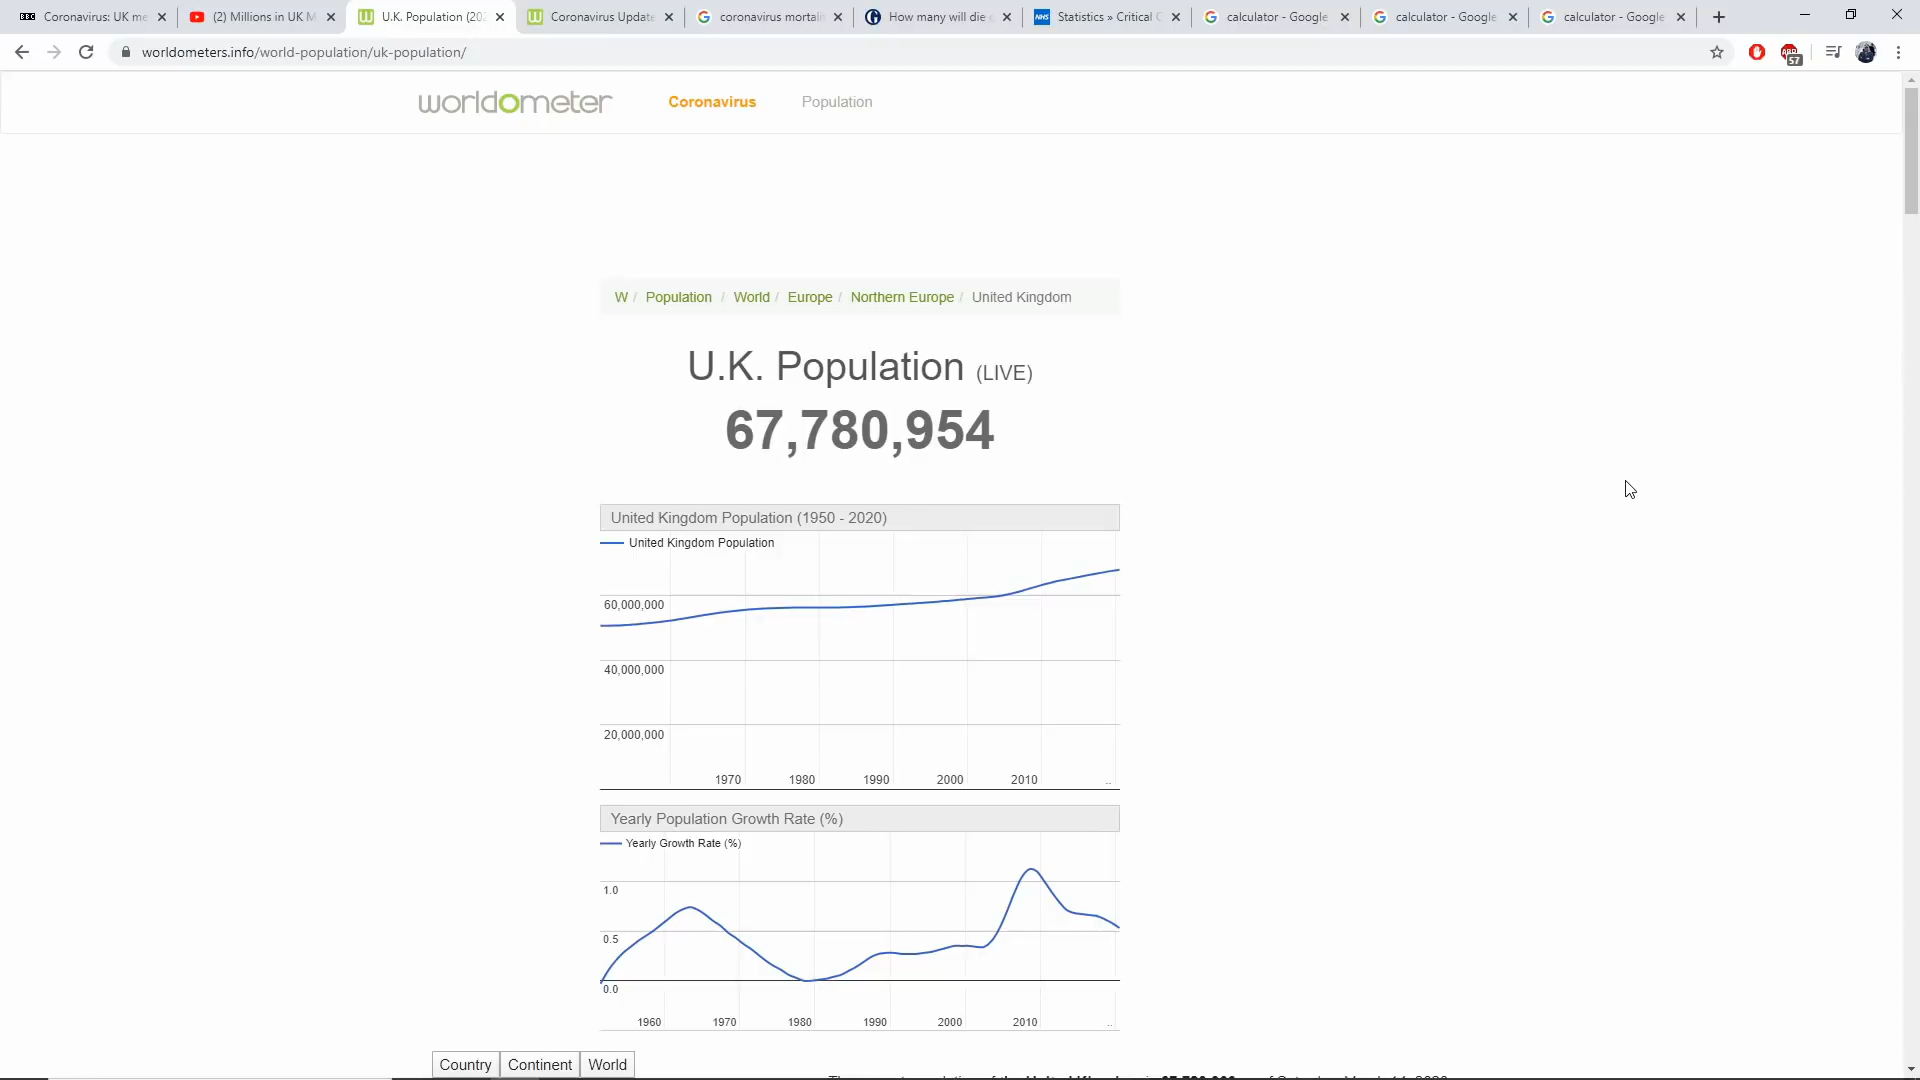 Coronavirus: UK me
(2) Millions in UK M
U.K. Population (202
Coronavirus Update
coronavirus mortali
How many will die
Statistics » Critical C
calculator - Google
calculator - Google
calculator - Google
worldometers.info/world-population/uk-population/
57
worldometer Coronavirus Population
W / Population / World / Europe / Northern Europe / United Kingdom
U.K. Population (LIVE)
67,780,954
United Kingdom Population (1950 - 2020)
United Kingdom Population
60,000,000
40,000,000
20,000,000
1970 1980 1990 2000 2010 ..
Yearly Population Growth Rate (%)
Yearly Growth Rate (%)
1.0
0.5
0.0
1960 1970 1980 1990 2000 2010 ..
Country Continent World